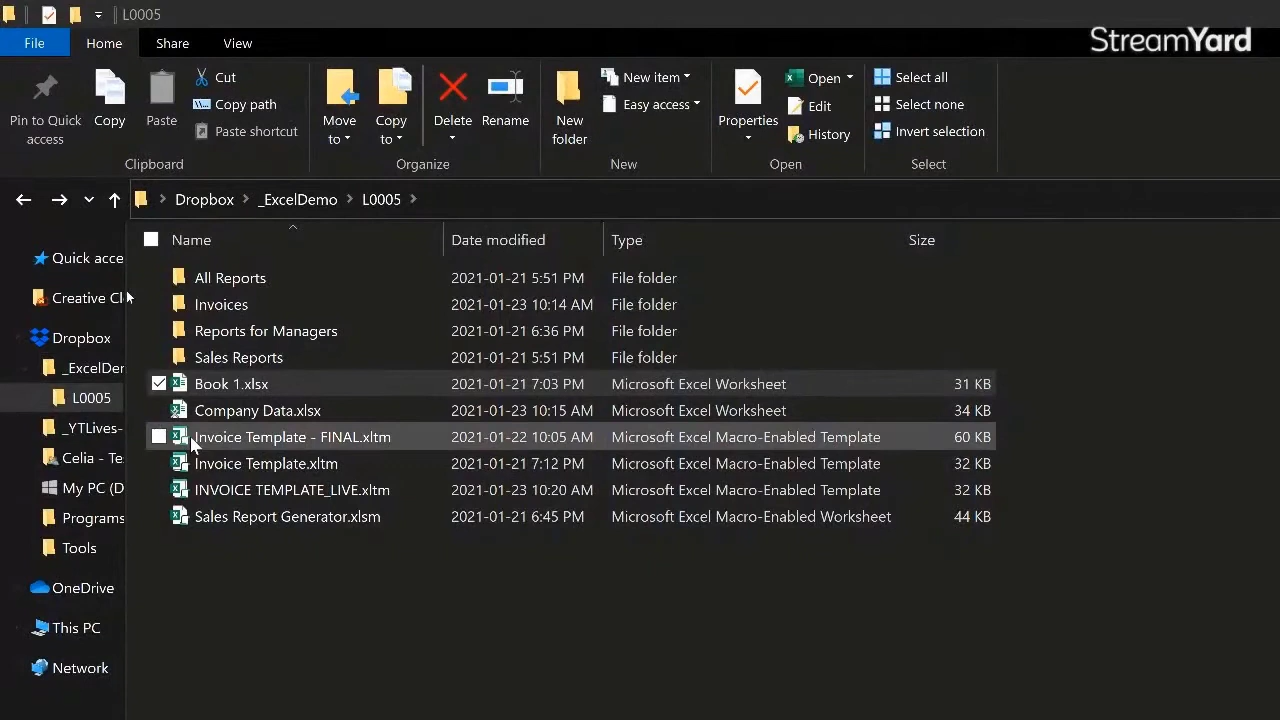 L0005
StreamYard
File Home Share View
Pin to Quick access
Copy
Paste
Cut
Copy path
Paste shortcut
Clipboard
Move to
Copy to
Delete
Rename
Organize
New folder
New item
Easy access
New
Properties
Open
Edit
History
Open
Select all
Select none
Invert selection
Select
Dropbox _ExcelDemo L0005
Name Date modified Type Size
Quick acce
Creative Cl
Dropbox
_ExcelDer
L0005
_YTLives-
Celia - Te
My PC (D
Programs
Tools
OneDrive
This PC
Network
All Reports 2021-01-21 5:51 PM File folder
Invoices 2021-01-23 10:14 AM File folder
Reports for Managers 2021-01-21 6:36 PM File folder
Sales Reports 2021-01-21 5:51 PM File folder
Book 1.xlsx 2021-01-21 7:03 PM Microsoft Excel Worksheet 31 KB
Company Data.xlsx 2021-01-23 10:15 AM Microsoft Excel Worksheet 34 KB
Invoice Template - FINAL.xltm 2021-01-22 10:05 AM Microsoft Excel Macro-Enabled Template 60 KB
Invoice Template.xltm 2021-01-21 7:12 PM Microsoft Excel Macro-Enabled Template 32 KB
INVOICE TEMPLATE_LIVE.xltm 2021-01-23 10:20 AM Microsoft Excel Macro-Enabled Template 32 KB
Sales Report Generator.xlsm 2021-01-21 6:45 PM Microsoft Excel Macro-Enabled Worksheet 44 KB